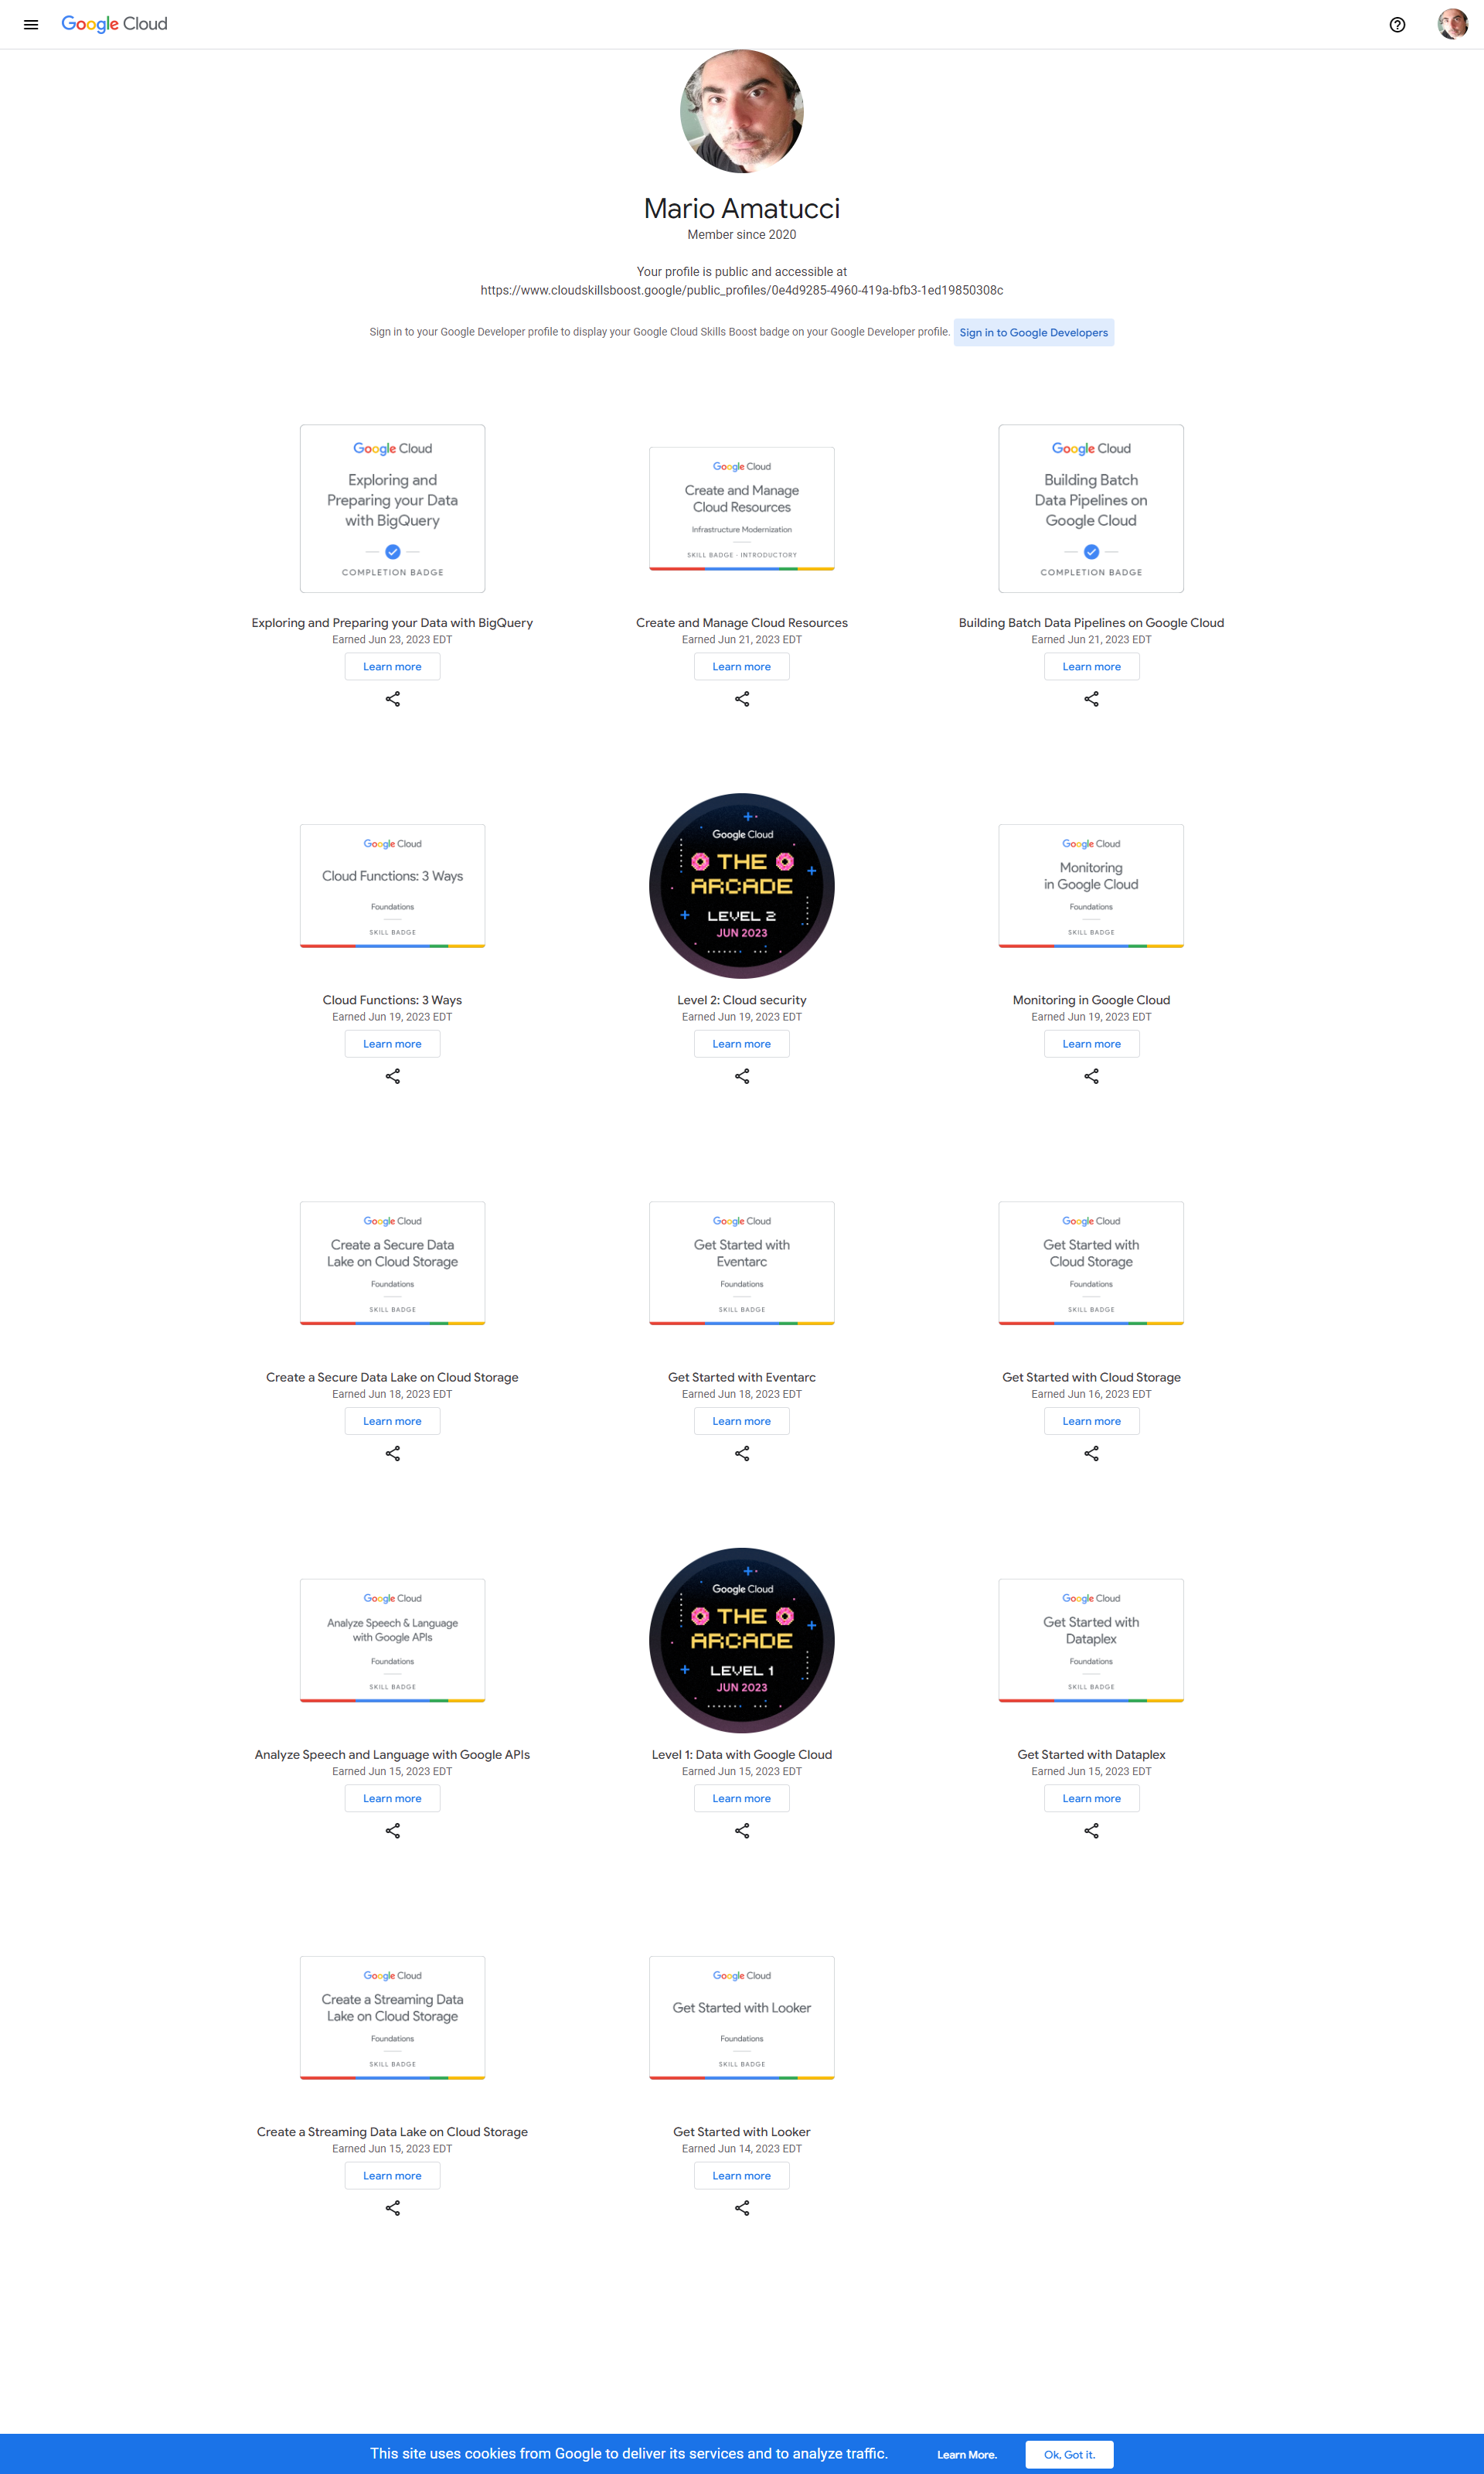 Google Cloud
Mario Amatucci
Member since 2020
Your profile is public and accessible at
https://www.cloudskillsboost.google/public_profiles/0e4d9285-4960-419a-bfb3-1ed19850308c
Sign in to your Google Developer profile to display your Google Cloud Skills Boost badge on your Google Developer profile. Sign in to Google Developers
Google Cloud
Exploring and
Preparing your Data
with BigQuery
COMPLETION BADGE
Exploring and Preparing your Data with BigQuery
Earned Jun 23, 2023 EDT
Learn more
Google Cloud
Create and Manage
Cloud Resources
Infrastructure Modernization
SKILL BADGE · INTRODUCTORY
Create and Manage Cloud Resources
Earned Jun 21, 2023 EDT
Learn more
Google Cloud
Building Batch
Data Pipelines on
Google Cloud
COMPLETION BADGE
Building Batch Data Pipelines on Google Cloud
Earned Jun 21, 2023 EDT
Learn more
Google Cloud
Cloud Functions: 3 Ways
Foundations
SKILL BADGE
Cloud Functions: 3 Ways
Earned Jun 19, 2023 EDT
Learn more
Google Cloud
THE
ARCADE
LEVEL 2
JUN 2023
Level 2: Cloud security
Earned Jun 19, 2023 EDT
Learn more
Google Cloud
Monitoring
in Google Cloud
Foundations
SKILL BADGE
Monitoring in Google Cloud
Earned Jun 19, 2023 EDT
Learn more
Google Cloud
Create a Secure Data
Lake on Cloud Storage
Foundations
SKILL BADGE
Create a Secure Data Lake on Cloud Storage
Earned Jun 18, 2023 EDT
Learn more
Google Cloud
Get Started with
Eventarc
Foundations
SKILL BADGE
Get Started with Eventarc
Earned Jun 18, 2023 EDT
Learn more
Google Cloud
Get Started with
Cloud Storage
Foundations
SKILL BADGE
Get Started with Cloud Storage
Earned Jun 16, 2023 EDT
Learn more
Google Cloud
Analyze Speech & Language
with Google APIs
Foundations
SKILL BADGE
Analyze Speech and Language with Google APIs
Earned Jun 15, 2023 EDT
Learn more
Google Cloud
THE
ARCADE
LEVEL 1
JUN 2023
Level 1: Data with Google Cloud
Earned Jun 15, 2023 EDT
Learn more
Google Cloud
Get Started with
Dataplex
Foundations
SKILL BADGE
Get Started with Dataplex
Earned Jun 15, 2023 EDT
Learn more
Google Cloud
Create a Streaming Data
Lake on Cloud Storage
Foundations
SKILL BADGE
Create a Streaming Data Lake on Cloud Storage
Earned Jun 15, 2023 EDT
Learn more
Google Cloud
Get Started with Looker
Foundations
SKILL BADGE
Get Started with Looker
Earned Jun 14, 2023 EDT
Learn more
This site uses cookies from Google to deliver its services and to analyze traffic. Learn More. Ok, Got it.